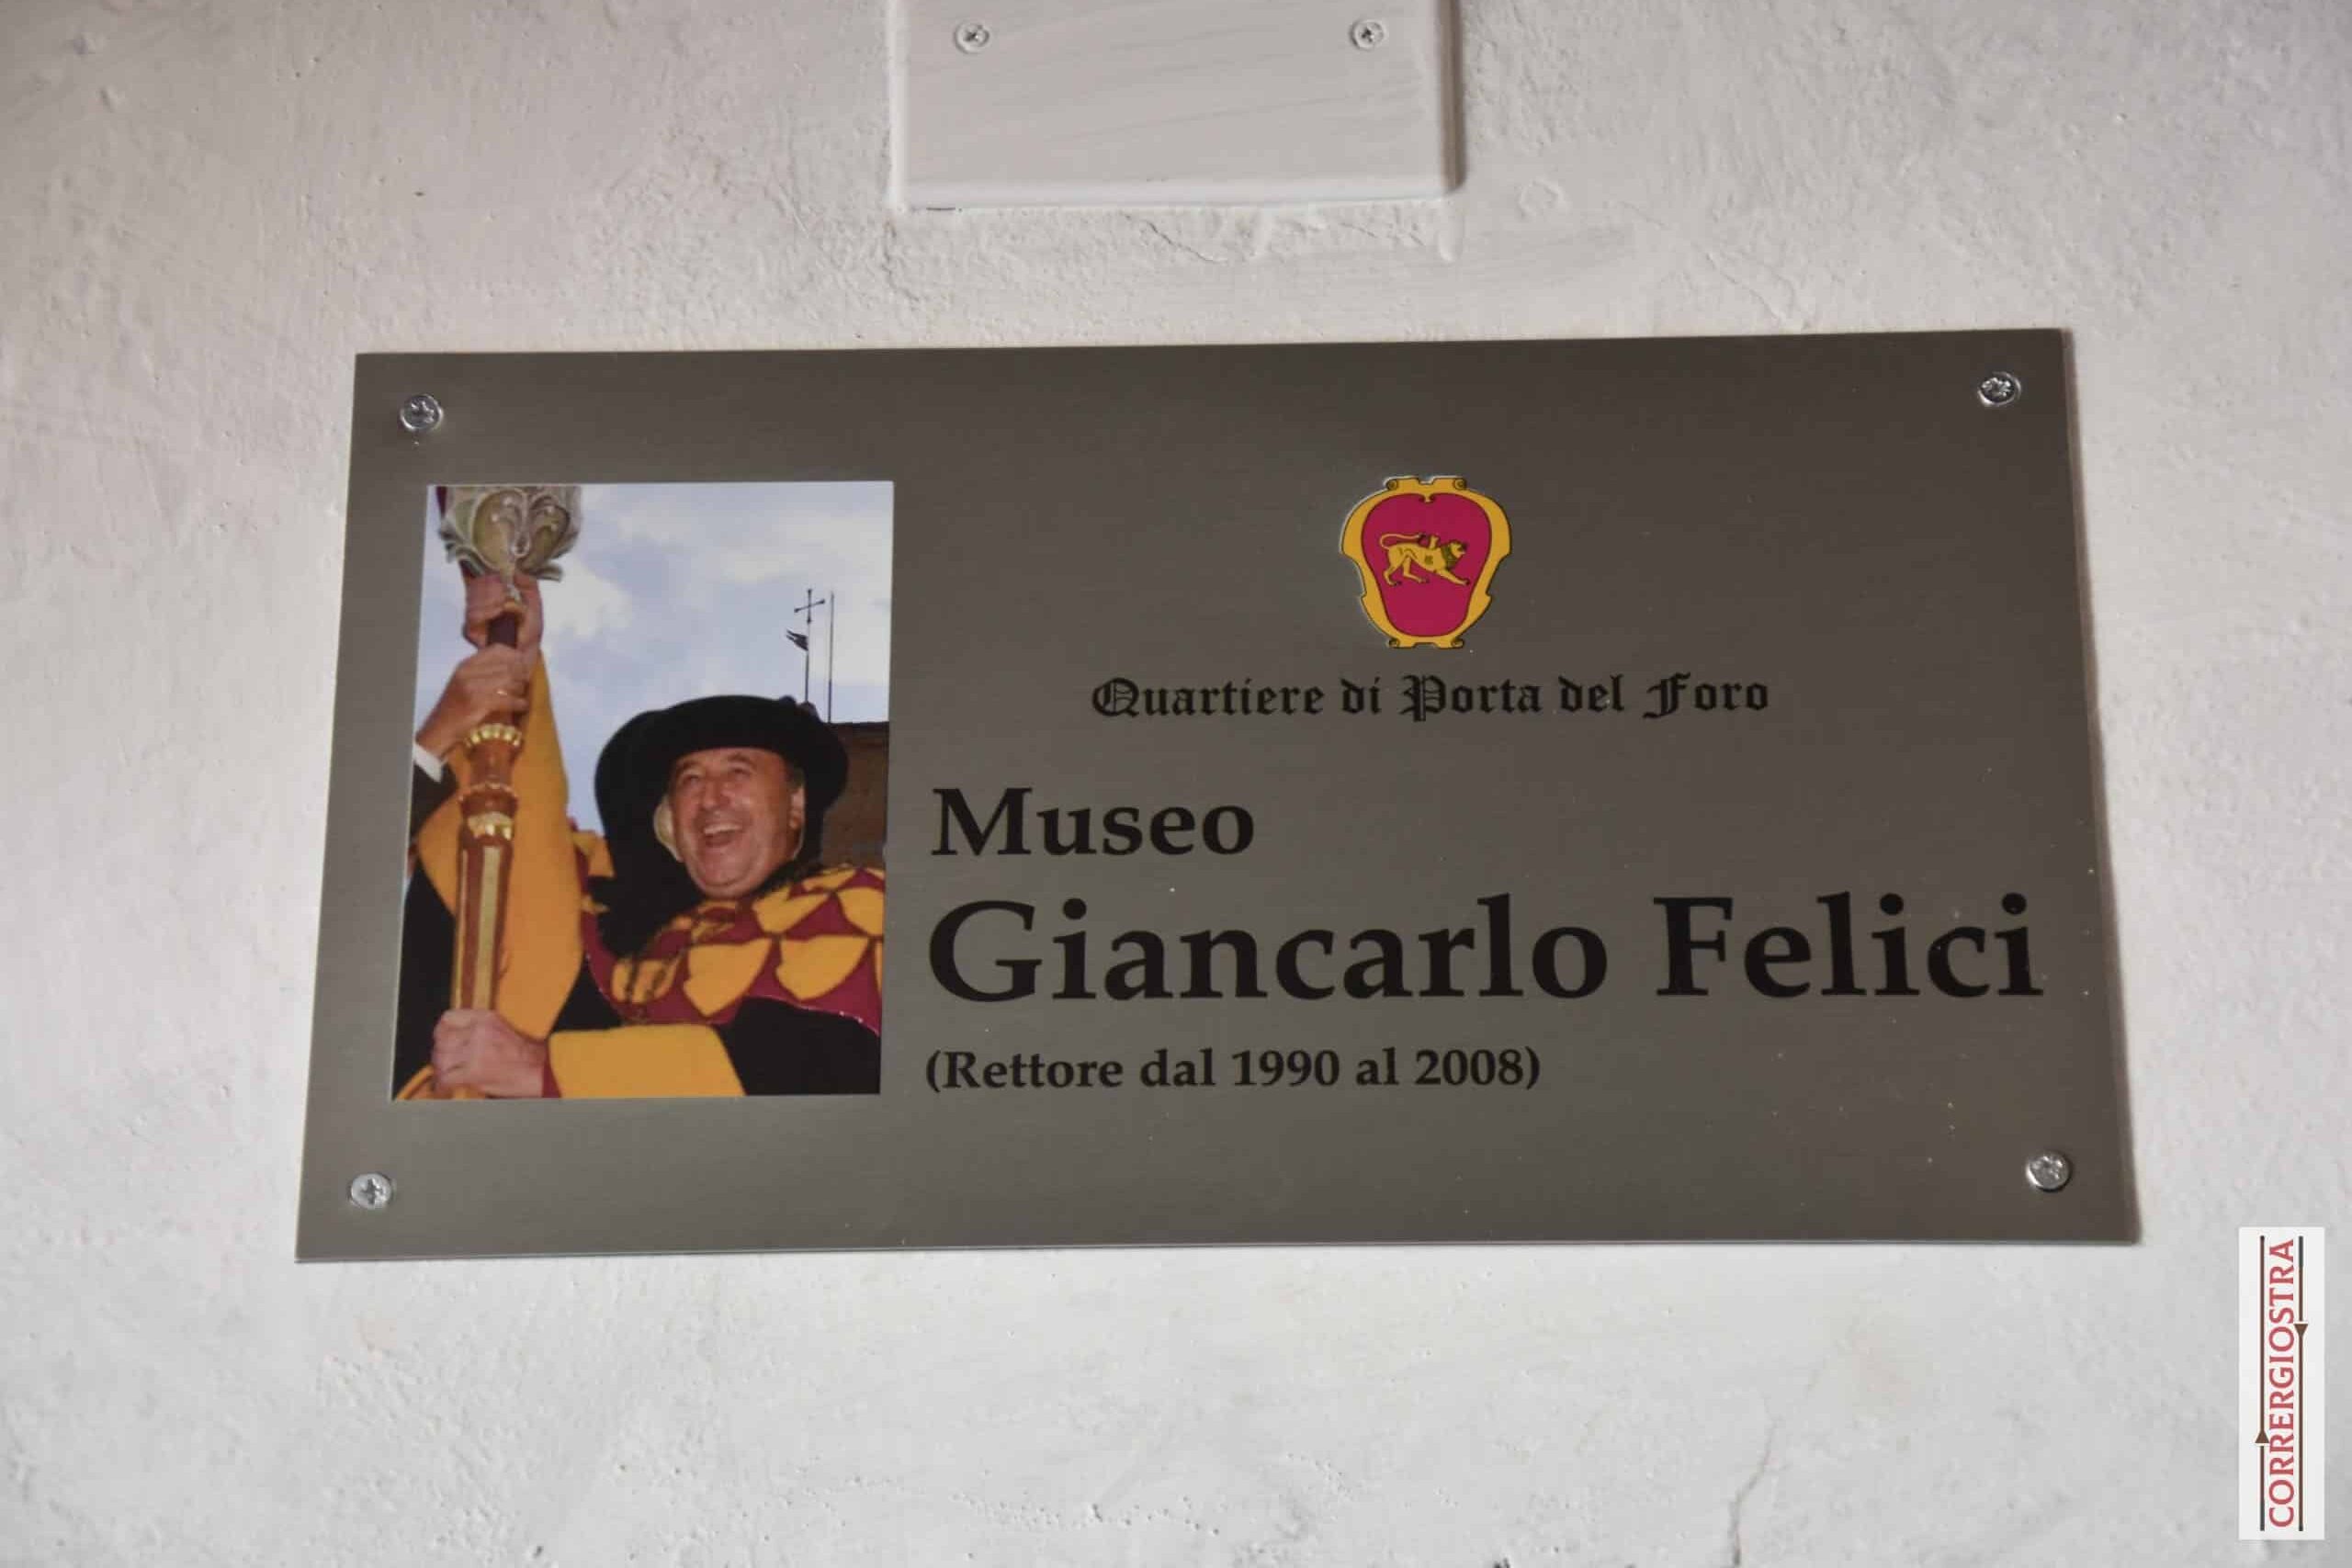 Quartiere di Porta del Foro
Museo
Giancarlo Felici
(Rettore dal 1990 al 2008)
CORRERGIOSTRA